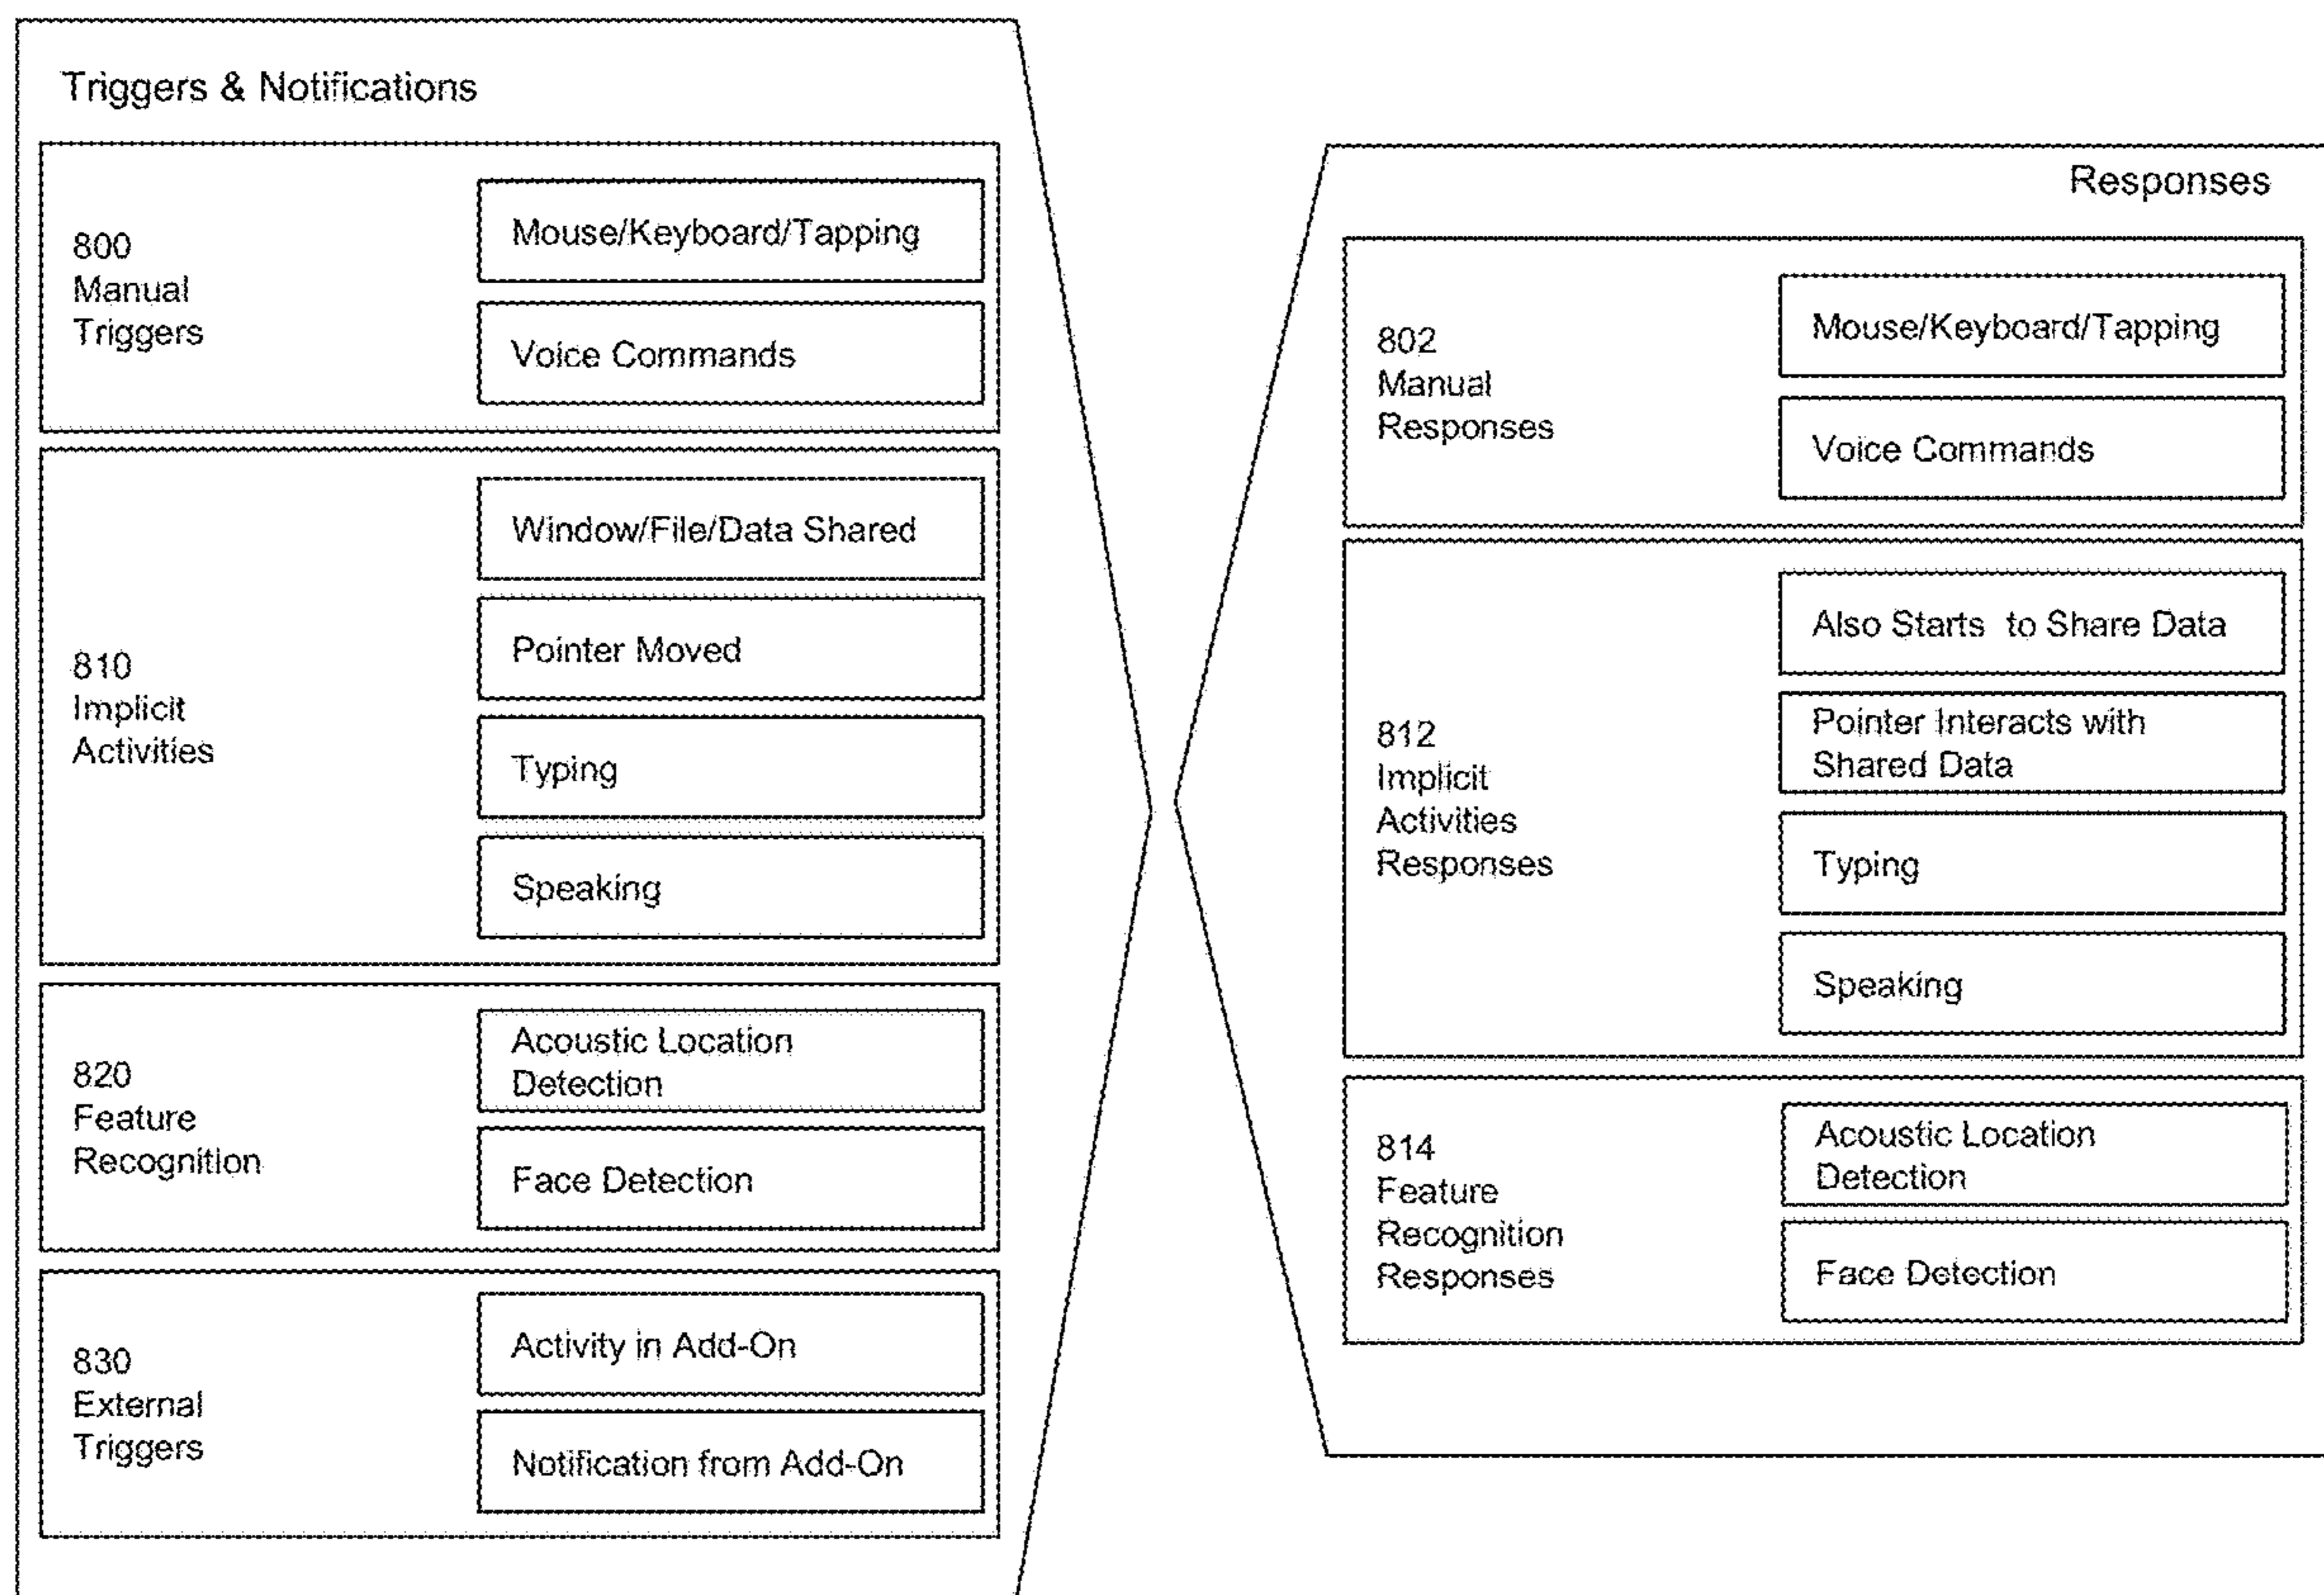 Triggers & Notifications
800
Manual
Triggers
Mouse/Keyboard/Tapping
Voice Commands
810
Implicit
Activities
Window/File/Data Shared
Pointer Moved
Typing
Speaking
820
Feature
Recognition
Acoustic Location
Detection
Face Detection
830
External
Triggers
Activity in Add-On
Notification from Add-On
Responses
802
Manual
Responses
Mouse/Keyboard/Tapping
Voice Commands
812
Implicit
Activities
Responses
Also Starts to Share Data
Pointer Interacts with
Shared Data
Typing
Speaking
814
Feature
Recognition
Responses
Acoustic Location
Detection
Face Detection